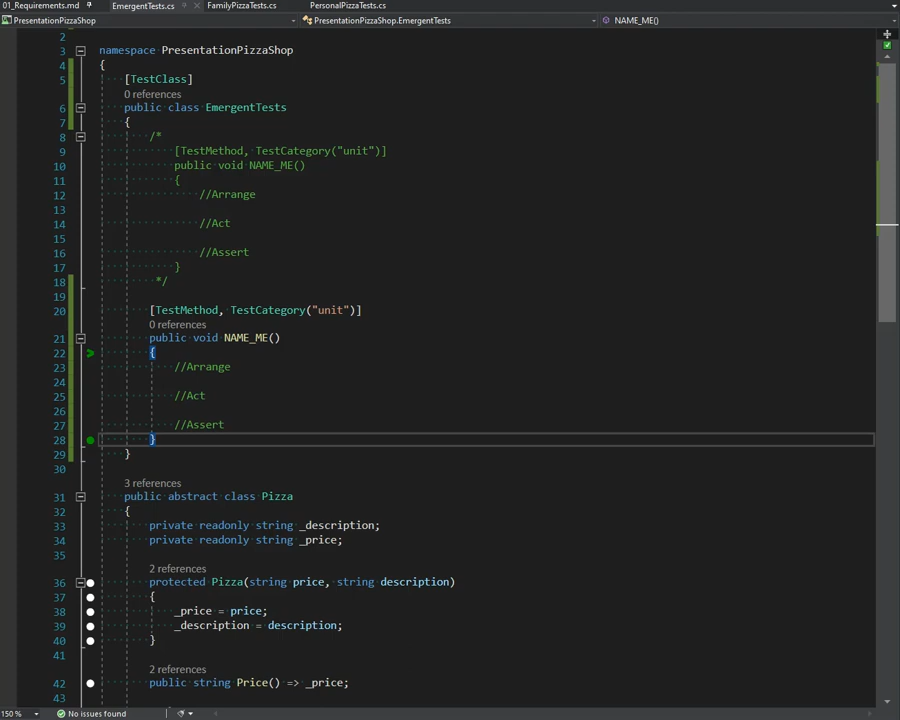 01_Requirements.md
EmergentTests.cs
FamilyPizzaTests.cs
PersonalPizzaTests.cs
PresentationPizzaShop
PresentationPizzaShop.EmergentTests
NAME_ME()
2
3 namespace PresentationPizzaShop
4 {
5 [TestClass]
0 references
6 public class EmergentTests
7 {
8 /*
9 [TestMethod, TestCategory("unit")]
10 public void NAME_ME()
11 {
12 //Arrange
13
14 //Act
15
16 //Assert
17 }
18 */
19
20 [TestMethod, TestCategory("unit")]
0 references
21 public void NAME_ME()
22 {
23 //Arrange
24
25 //Act
26
27 //Assert
28 }
29 }
30
3 references
31 public abstract class Pizza
32 {
33 private readonly string _description;
34 private readonly string _price;
35
2 references
36 protected Pizza(string price, string description)
37 {
38 _price = price;
39 _description = description;
40 }
41
2 references
42 public string Price() => _price;
43
150 %
No issues found